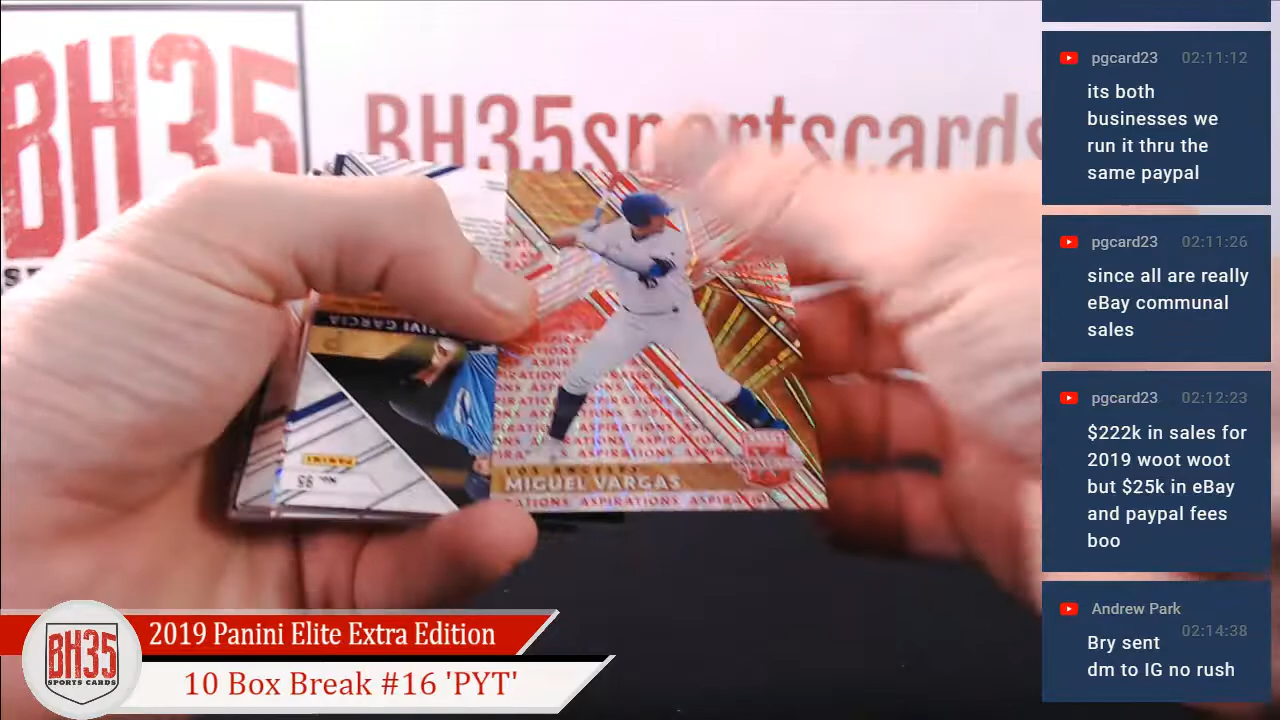 BH35
BH35sportscards
LOS ANGELES
MIGUEL VARGAS
ASPIRATIONS ASPIRATIONS
GARCIA
PANINI
No. 95
2019 Panini Elite Extra Edition
10 Box Break #16 'PYT'
BH35
SPORTS CARDS
pgcard23 02:11:12
its both
businesses we
run it thru the
same paypal
pgcard23 02:11:26
since all are really
eBay communal
sales
pgcard23 02:12:23
$222k in sales for
2019 woot woot
but $25k in eBay
and paypal fees
boo
Andrew Park
02:14:38
Bry sent
dm to IG no rush